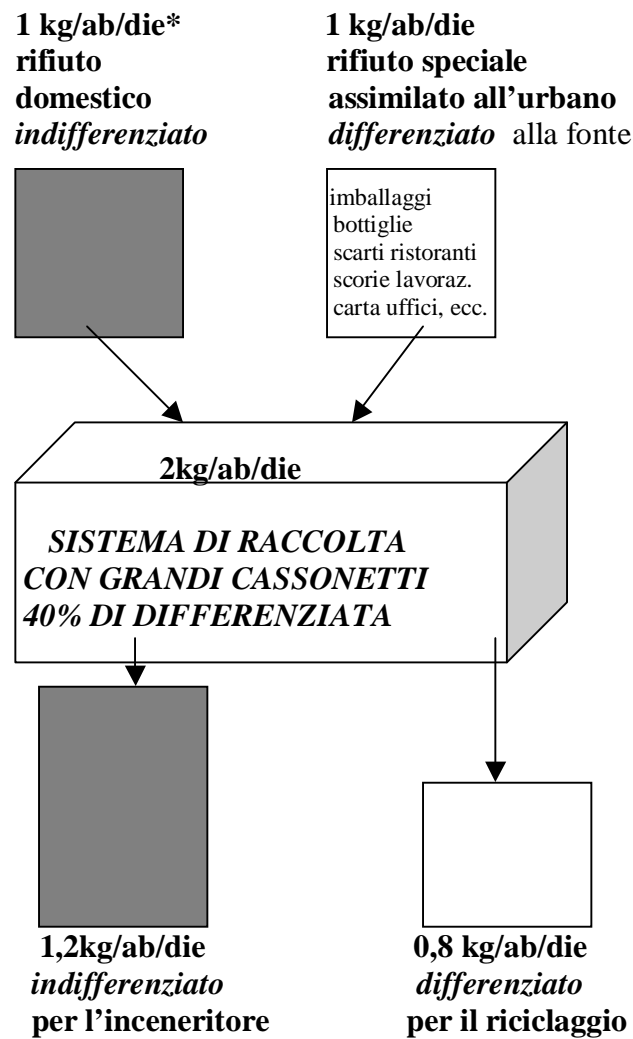 1 kg/ab/die*
rifiuto
domestico
indifferenziato
1 kg/ab/die
rifiuto speciale
assimilato all’urbano
differenziato alla fonte
imballaggi
bottiglie
scarti ristoranti
scorie lavoraz.
carta uffici, ecc.
2kg/ab/die
SISTEMA DI RACCOLTA
CON GRANDI CASSONETTI
40% DI DIFFERENZIATA
1,2kg/ab/die
indifferenziato
per l’inceneritore
0,8 kg/ab/die
differenziato
per il riciclaggio